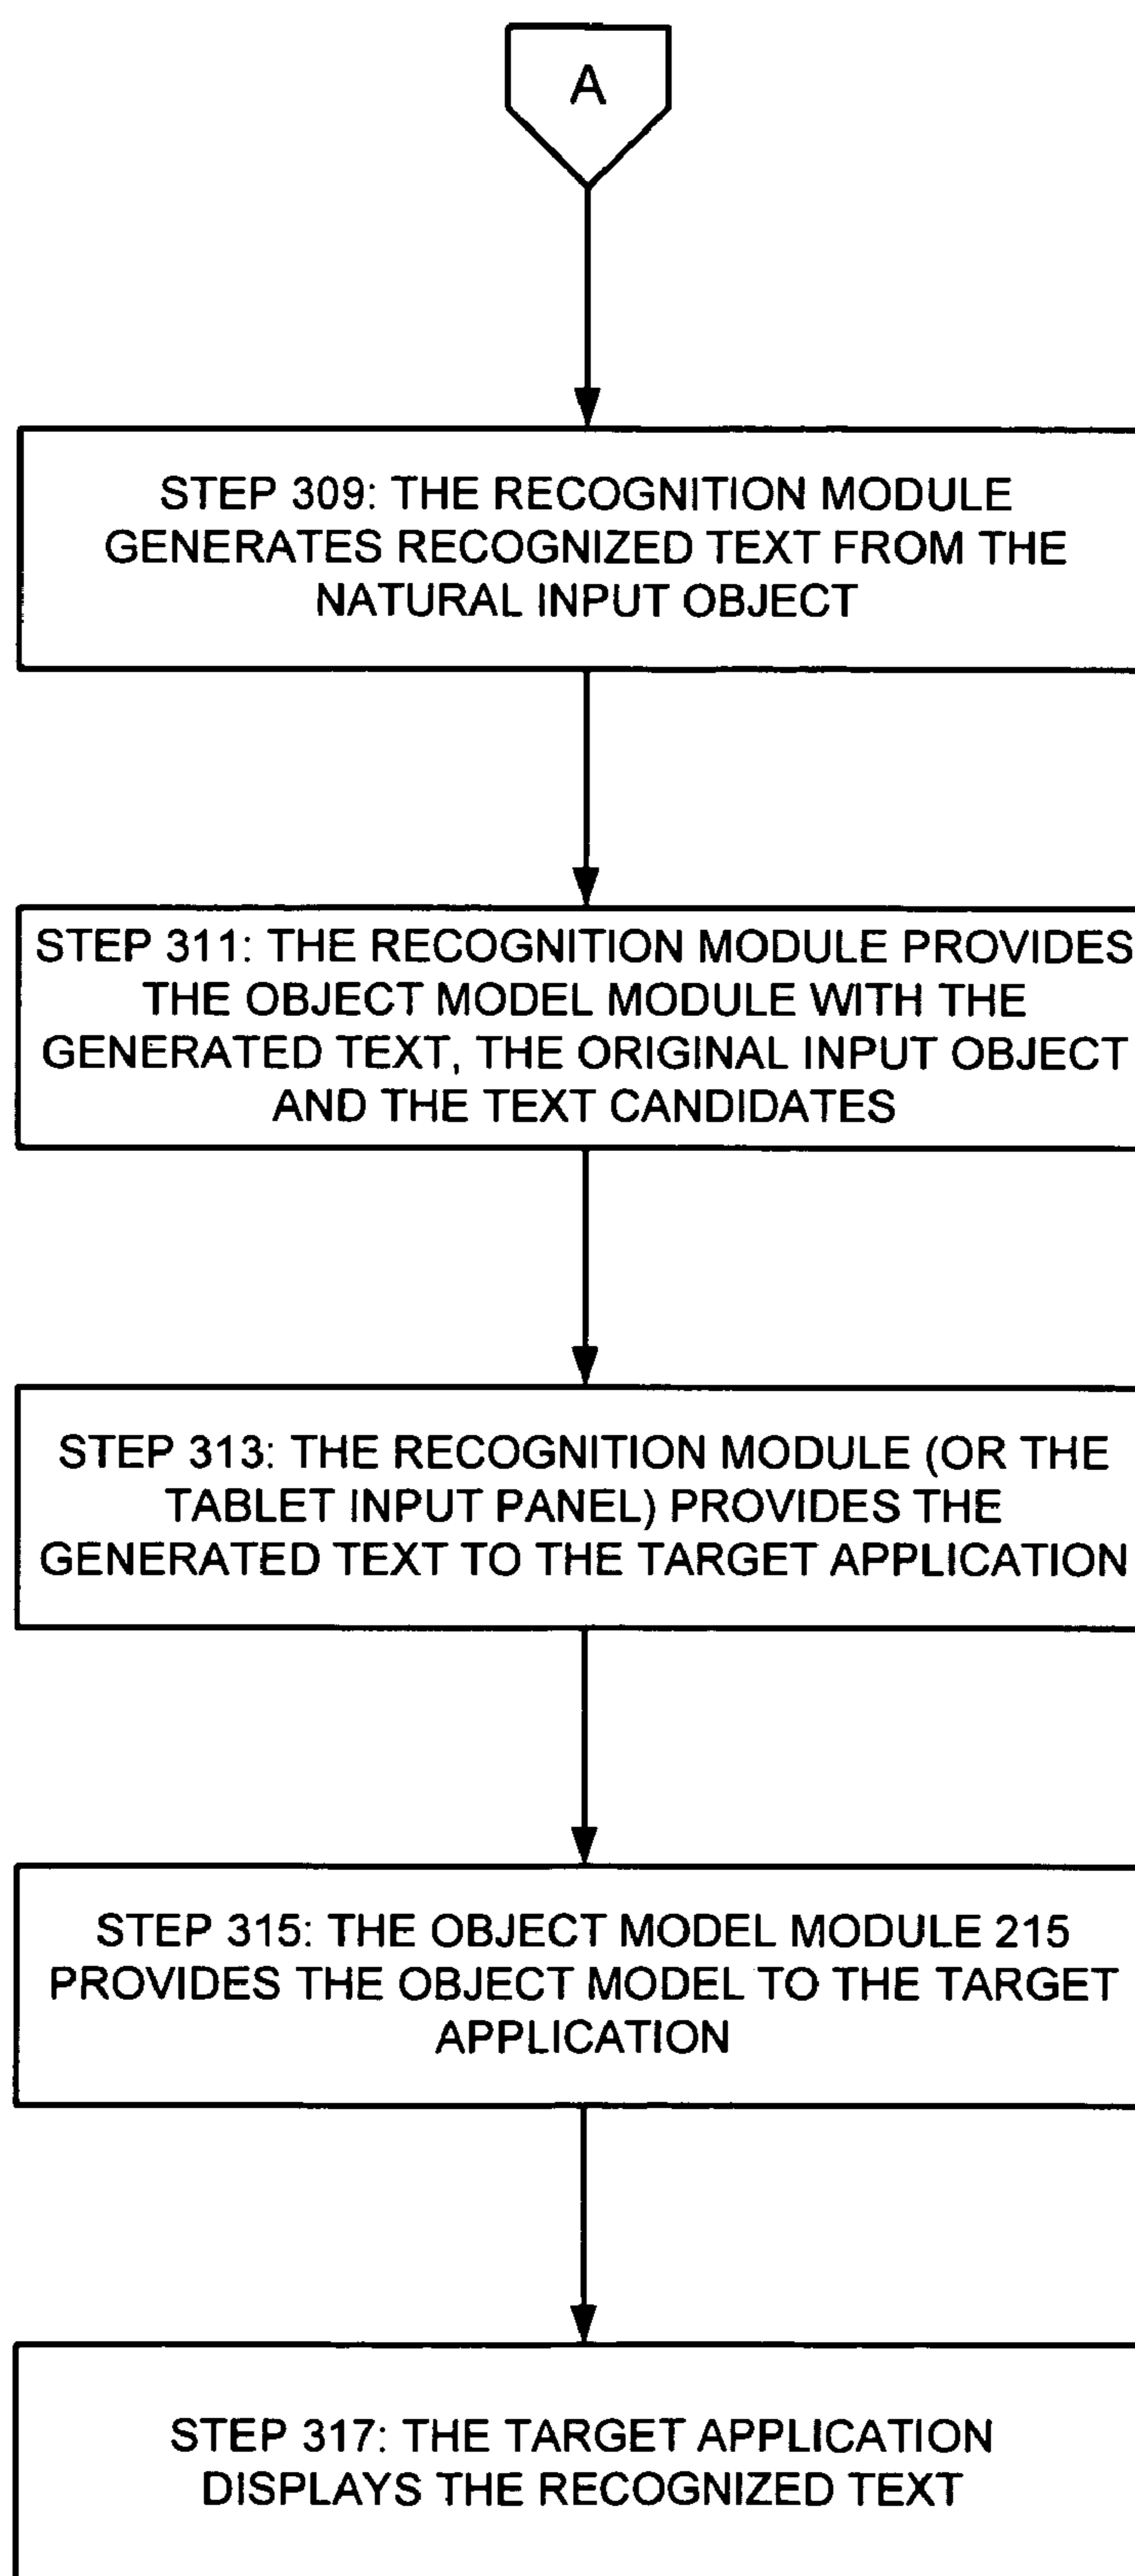 A
STEP 309: THE RECOGNITION MODULE
GENERATES RECOGNIZED TEXT FROM THE
NATURAL INPUT OBJECT
STEP 311: THE RECOGNITION MODULE PROVIDES
THE OBJECT MODEL MODULE WITH THE
GENERATED TEXT, THE ORIGINAL INPUT OBJECT
AND THE TEXT CANDIDATES
STEP 313: THE RECOGNITION MODULE (OR THE
TABLET INPUT PANEL) PROVIDES THE
GENERATED TEXT TO THE TARGET APPLICATION
STEP 315: THE OBJECT MODEL MODULE 215
PROVIDES THE OBJECT MODEL TO THE TARGET
APPLICATION
STEP 317: THE TARGET APPLICATION
DISPLAYS THE RECOGNIZED TEXT